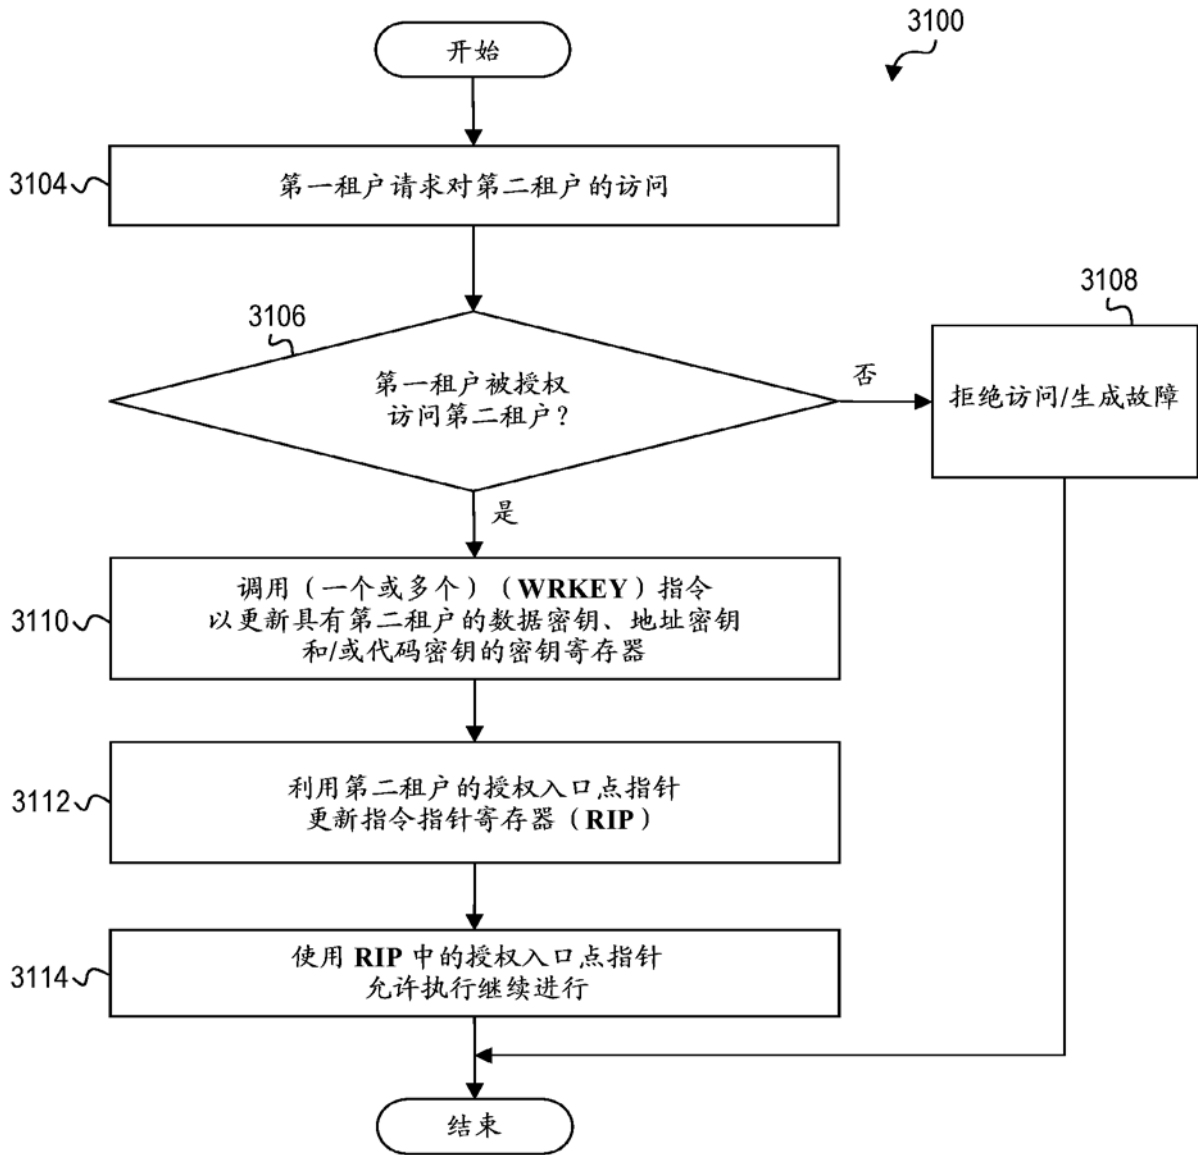 3100
开始
3104
第一租户请求对第二租户的访问
3106
第一租户被授权
访问第二租户？
否
3108
拒绝访问/生成故障
是
3110
调用（一个或多个）（WRKEY）指令
以更新具有第二租户的数据密钥、地址密钥
和/或代码密钥的密钥寄存器
3112
利用第二租户的授权入口点指针
更新指令指针寄存器（RIP）
3114
使用 RIP 中的授权入口点指针
允许执行继续进行
结束